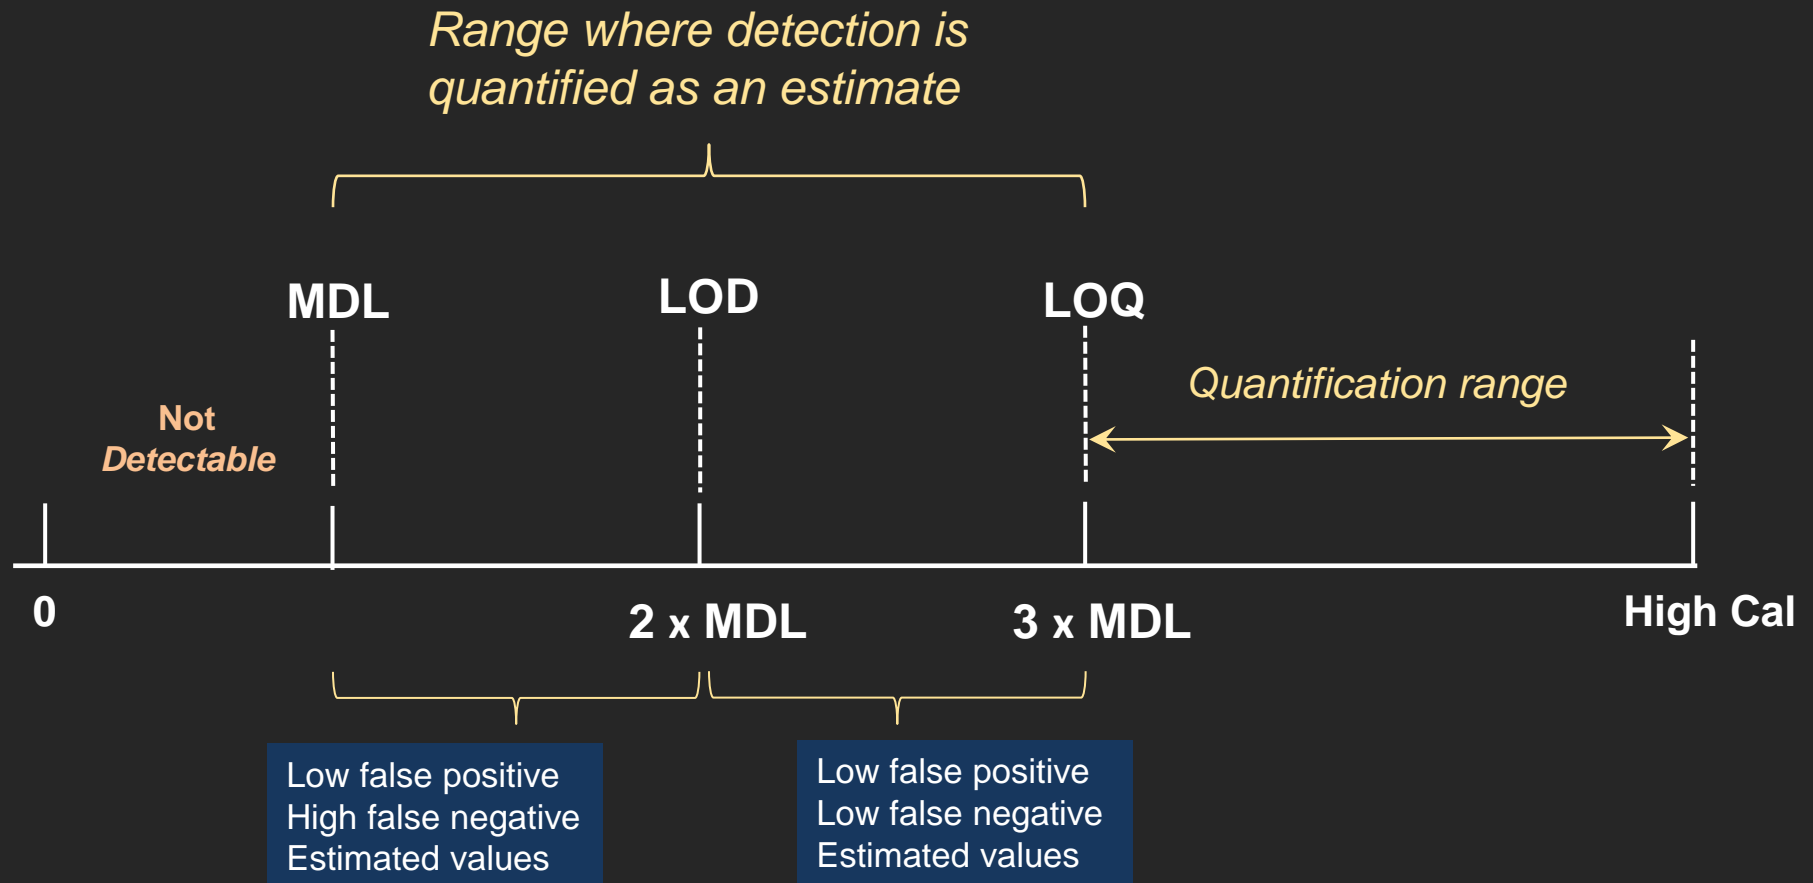 Range where detection is
quantified as an estimate
MDL
LOD
LOQ
Quantification range
Not
Detectable
0
2 x MDL
3 x MDL
High Cal
Low false positive
High false negative
Estimated values
Low false positive
Low false negative
Estimated values